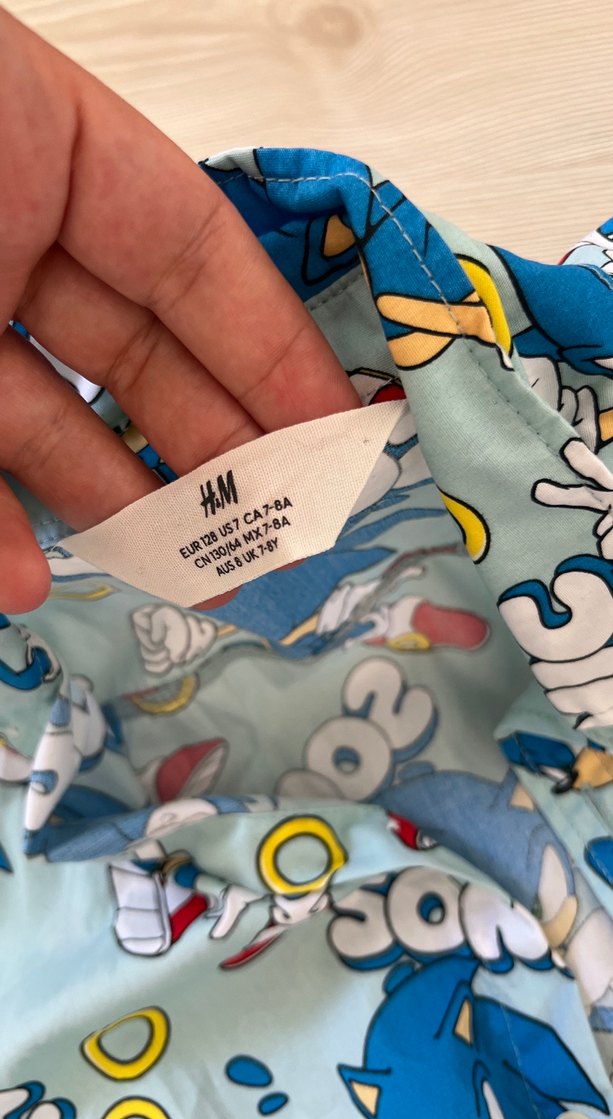 H&M
EUR 128 US 7 CA 7-8A
CN 130/64 MX 7-8A
AUS 8 UK 7-8Y